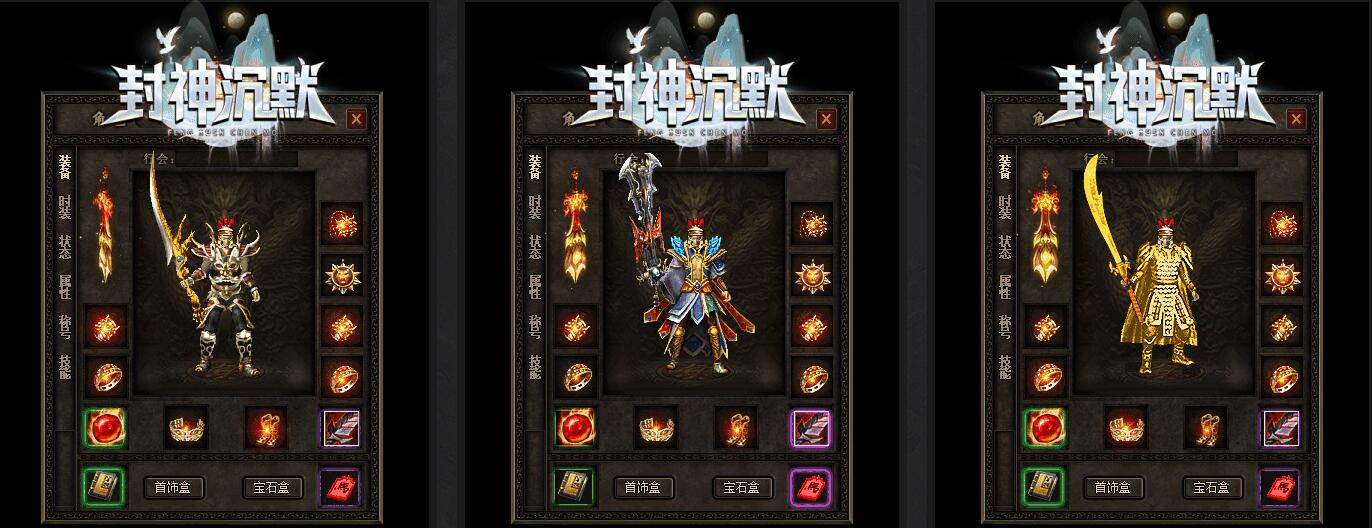 封神沉默
FENG SHEN CHEN MO
角
行会:
装备
时装
状态
属性
称号
技能
首饰盒
宝石盒
封神沉默
FENG SHEN CHEN MO
角
行
装备
时装
状态
属性
称号
技能
首饰盒
宝石盒
封神沉默
FENG SHEN CHEN MO
角
行会:
装备
时装
状态
属性
称号
技能
首饰盒
宝石盒